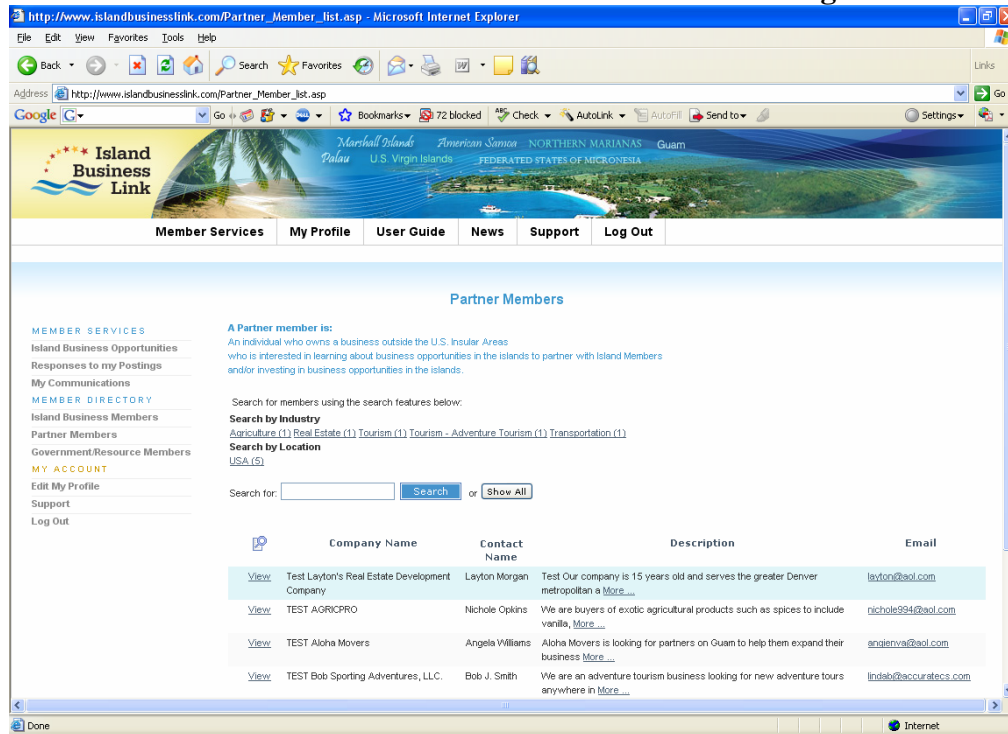 http://www.islandbusinesslink.com/Partner_Member_list.asp - Microsoft Internet Explorer
File Edit View Favorites Tools Help
Back Search Favorites Links
Address http://www.islandbusinesslink.com/Partner_Member_list.asp Go
Google G Go Bookmarks 72 blocked Check AutoLink AutoFill Send to Settings
Marshall Islands American Samoa NORTHERN MARIANAS Guam
Palau U.S. Virgin Islands FEDERATED STATES OF MICRONESIA
Island
Business
Link
Member Services My Profile User Guide News Support Log Out
Partner Members
MEMBER SERVICES
Island Business Opportunities
Responses to my Postings
My Communications
MEMBER DIRECTORY
Island Business Members
Partner Members
Government/Resource Members
MY ACCOUNT
Edit My Profile
Support
Log Out
A Partner member is:
An individual who owns a business outside the U.S. Insular Areas
who is interested in learning about business opportunities in the islands to partner with Island Members
and/or investing in business opportunities in the islands.
Search for members using the search features below:
Search by Industry
Agriculture (1) Real Estate (1) Tourism (1) Tourism - Adventure Tourism (1) Transportation (1)
Search by Location
USA (5)
Search for: Search or Show All
Company Name Contact Name Description Email
View Test Layton's Real Estate Development Company Layton Morgan Test Our company is 15 years old and serves the greater Denver metropolitan a More ... layton@aol.com
View TEST AGRICPRO Nichole Opkins We are buyers of exotic agricultural products such as spices to include vanilla, More ... nichole994@aol.com
View TEST Aloha Movers Angela Williams Aloha Movers is looking for partners on Guam to help them expand their business More ... angienva@aol.com
View TEST Bob Sporting Adventures, LLC. Bob J. Smith We are an adventure tourism business looking for new adventure tours anywhere in More ... lindab@accuratecs.com
Done Internet